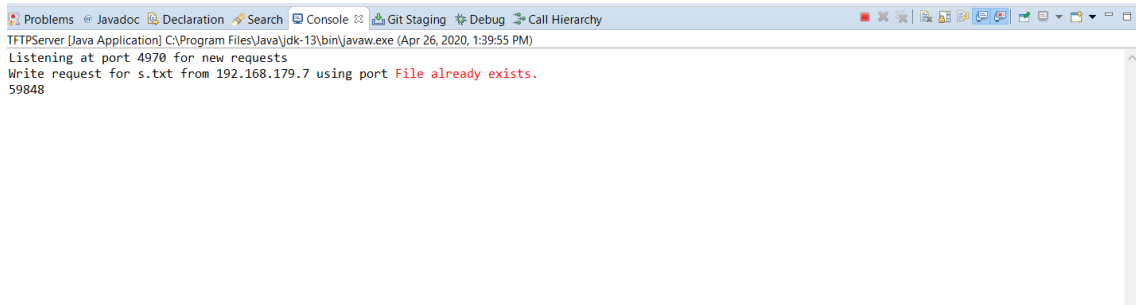 Problems @ Javadoc Declaration Search Console Git Staging Debug Call Hierarchy
TFTPServer [Java Application] C:\Program Files\Java\jdk-13\bin\javaw.exe (Apr 26, 2020, 1:39:55 PM)
Listening at port 4970 for new requests
Write request for s.txt from 192.168.179.7 using port File already exists.
59848